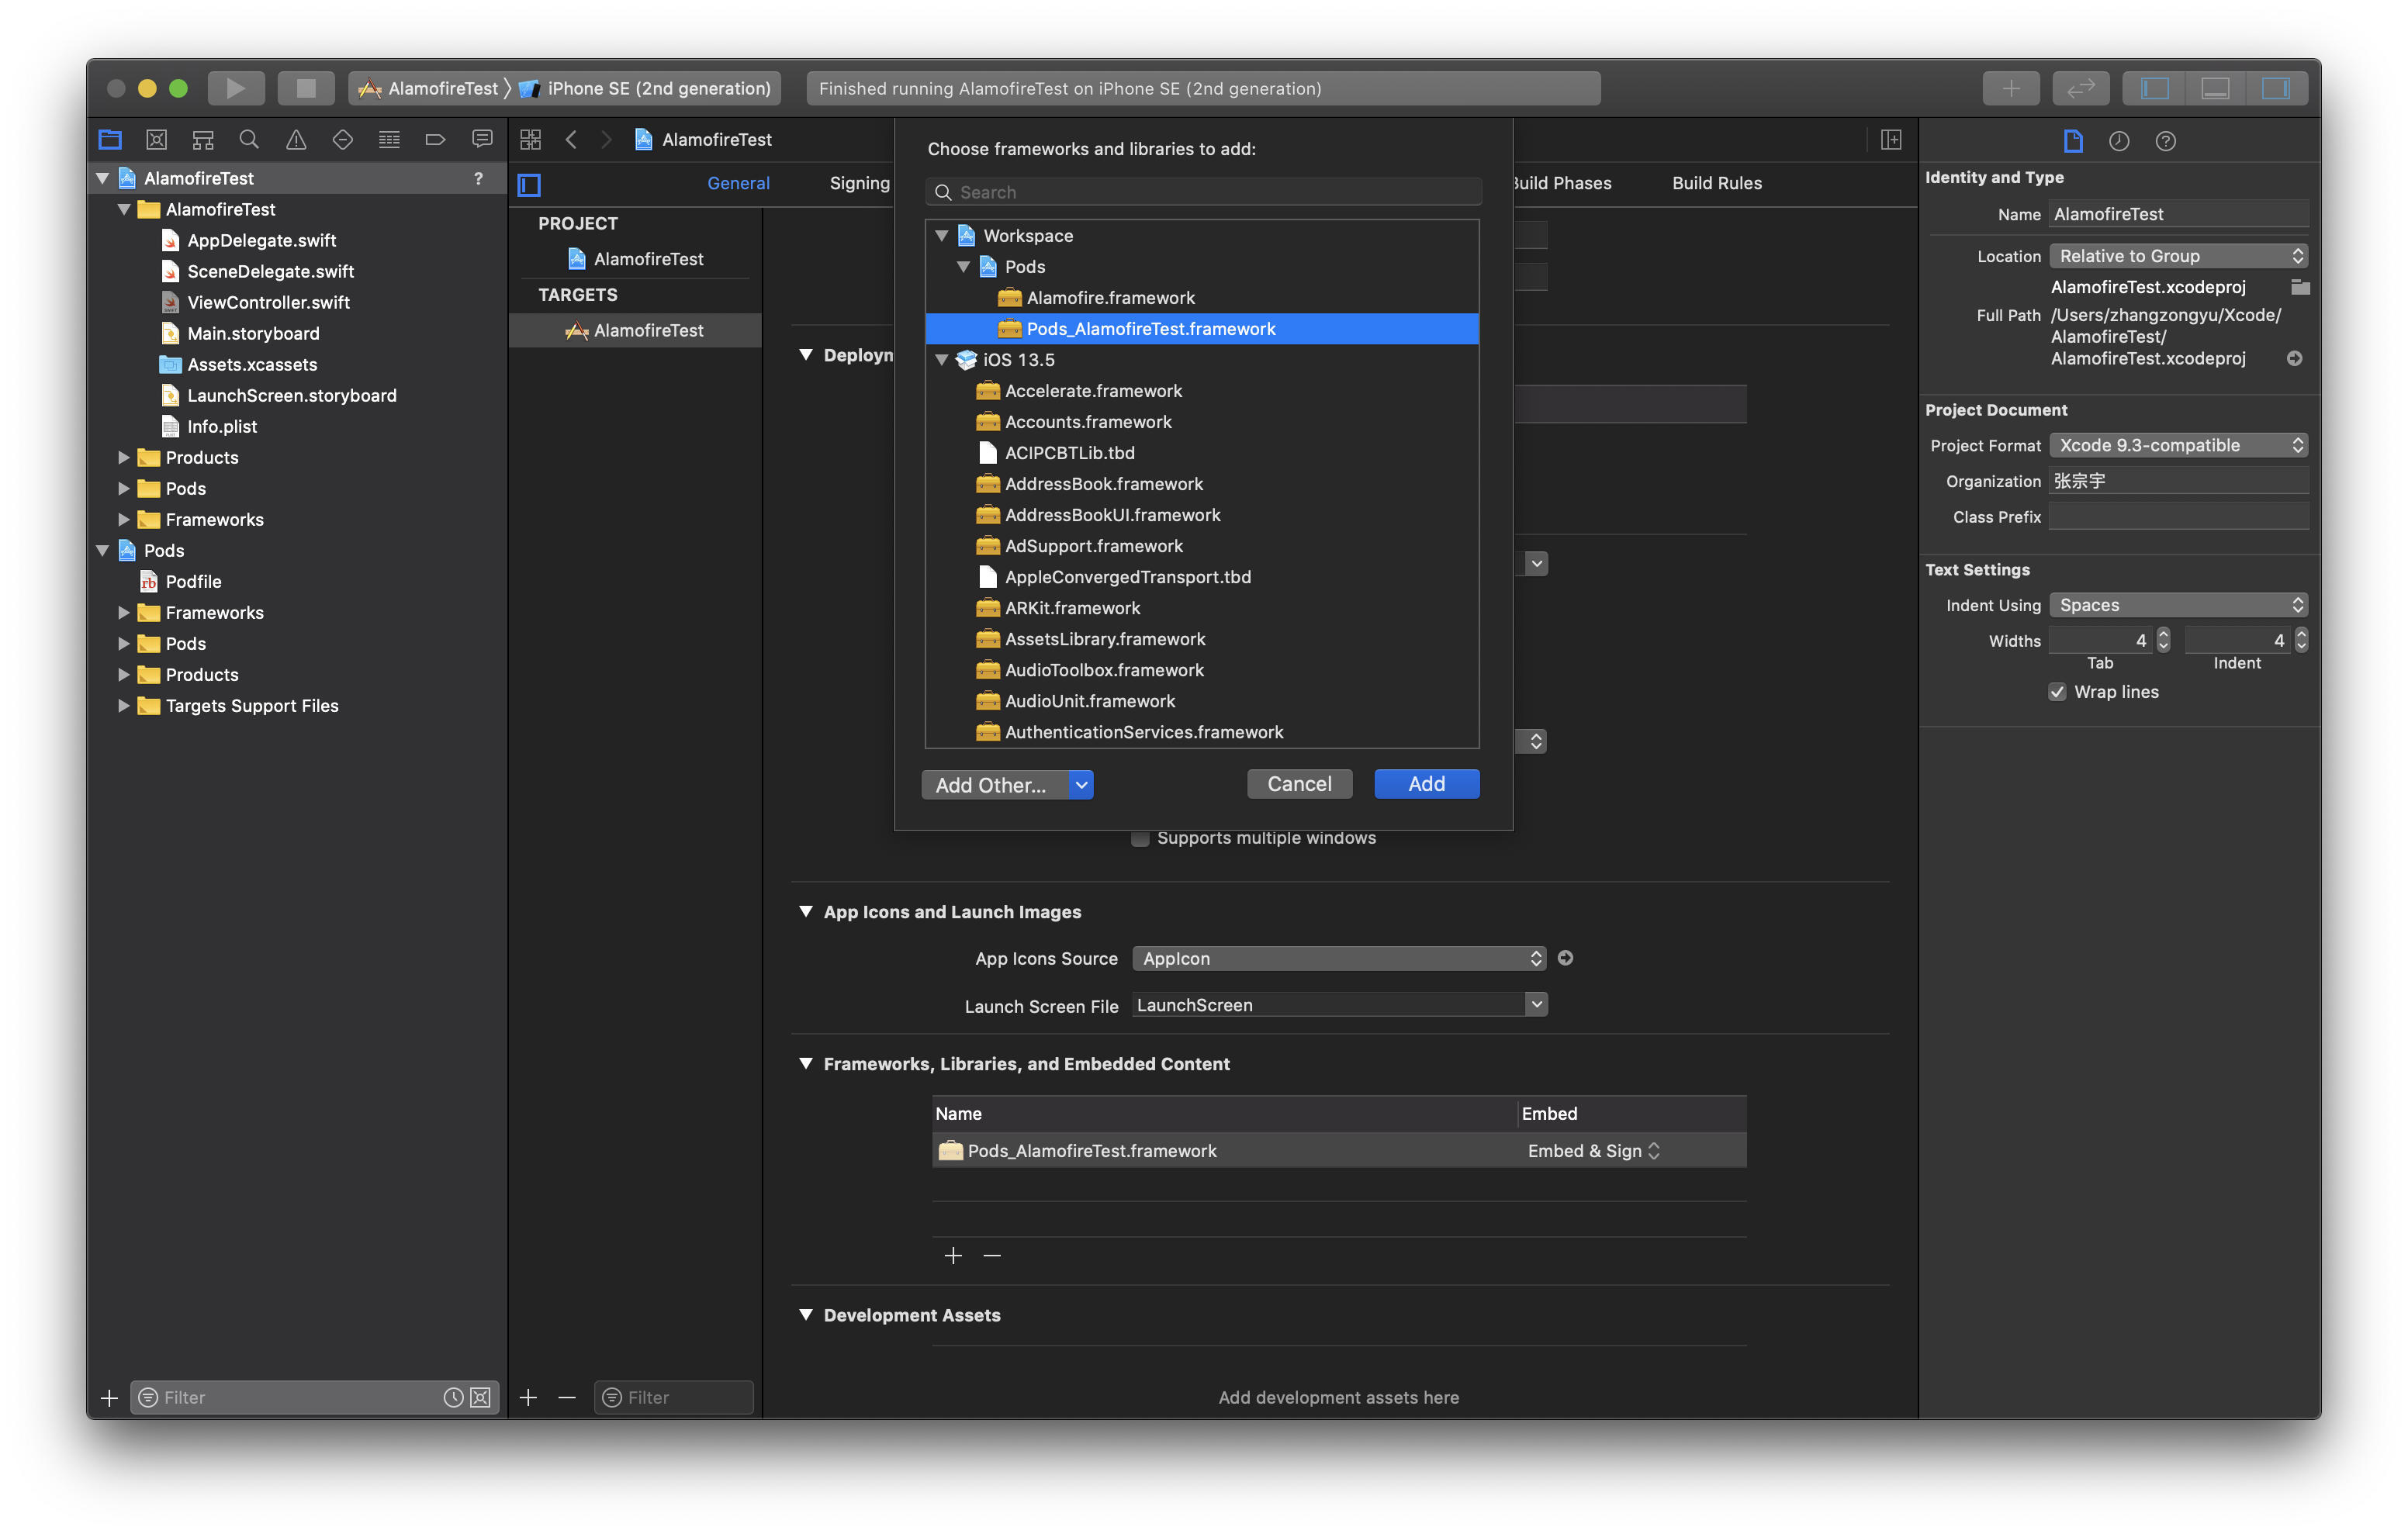 AlamofireTest
iPhone SE (2nd generation)
Finished running AlamofireTest on iPhone SE (2nd generation)
AlamofireTest
?
AlamofireTest
AppDelegate.swift
SceneDelegate.swift
ViewController.swift
Main.storyboard
Assets.xcassets
LaunchScreen.storyboard
Info.plist
Products
Pods
Frameworks
Pods
Podfile
Frameworks
Pods
Products
Targets Support Files
Filter
AlamofireTest
General
Signing
Build Phases
Build Rules
PROJECT
AlamofireTest
TARGETS
AlamofireTest
Filter
Choose frameworks and libraries to add:
Search
Workspace
Pods
Alamofire.framework
Pods_AlamofireTest.framework
iOS 13.5
Accelerate.framework
Accounts.framework
ACIPCBTLib.tbd
AddressBook.framework
AddressBookUI.framework
AdSupport.framework
AppleConvergedTransport.tbd
ARKit.framework
AssetsLibrary.framework
AudioToolbox.framework
AudioUnit.framework
AuthenticationServices.framework
Add Other...
Cancel
Add
Deploym
Supports multiple windows
App Icons and Launch Images
App Icons Source
AppIcon
Launch Screen File
LaunchScreen
Frameworks, Libraries, and Embedded Content
Name
Embed
Pods_AlamofireTest.framework
Embed & Sign
Development Assets
Add development assets here
Identity and Type
Name
AlamofireTest
Location
Relative to Group
AlamofireTest.xcodeproj
Full Path
/Users/zhangzongyu/Xcode/
AlamofireTest/
AlamofireTest.xcodeproj
Project Document
Project Format
Xcode 9.3-compatible
Organization
张宗宇
Class Prefix
Text Settings
Indent Using
Spaces
Widths
4
4
Tab
Indent
Wrap lines